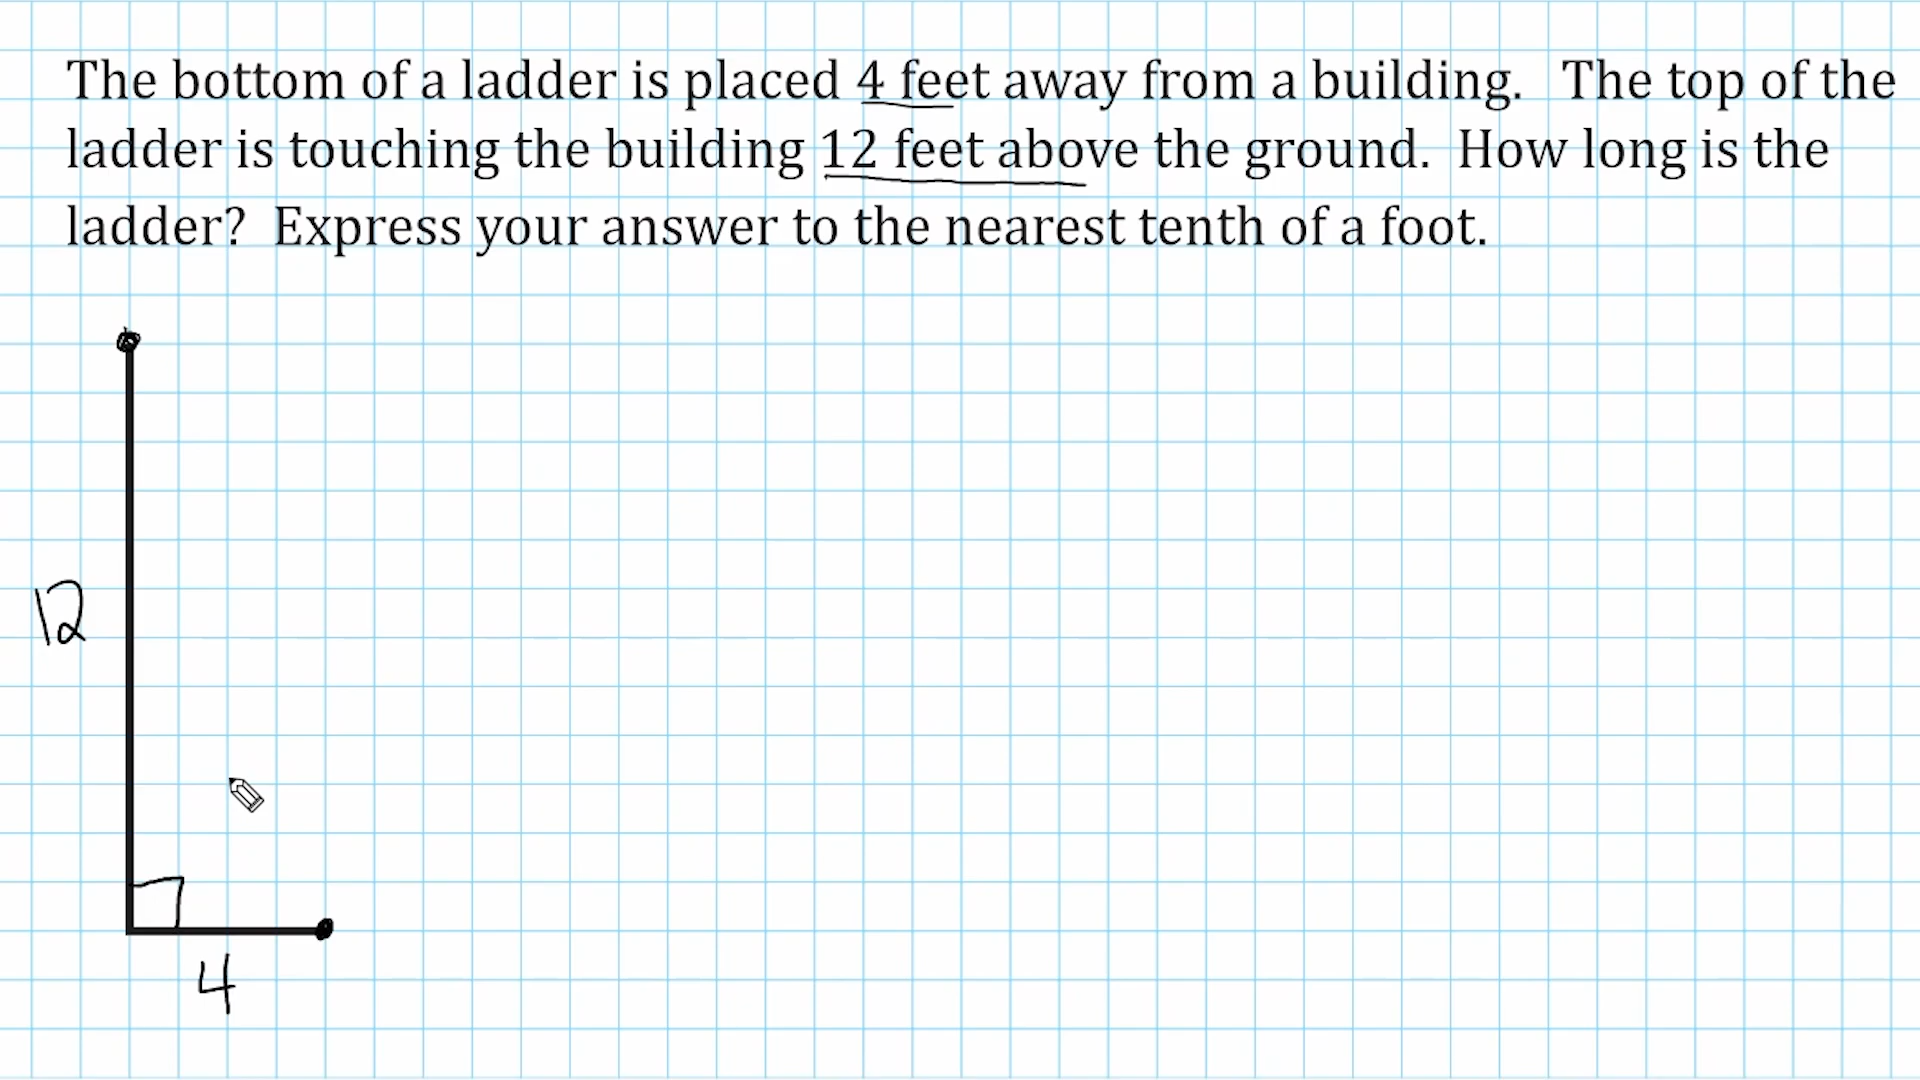 The bottom of a ladder is placed 4 feet away from a building. The top of the
ladder is touching the building 12 feet above the ground. How long is the
ladder? Express your answer to the nearest tenth of a foot.
12
4